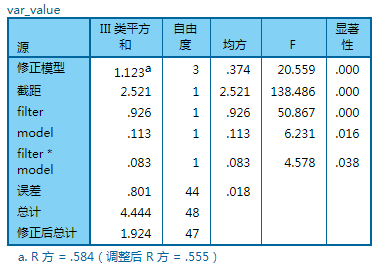 var_value
源 III 类平方和 自由度 均方 F 显著性
修正模型 1.123a 3 .374 20.559 .000
截距 2.521 1 2.521 138.486 .000
filter .926 1 .926 50.867 .000
model .113 1 .113 6.231 .016
filter * model .083 1 .083 4.578 .038
误差 .801 44 .018
总计 4.444 48
修正后总计 1.924 47
a. R 方 = .584（调整后 R 方 = .555）